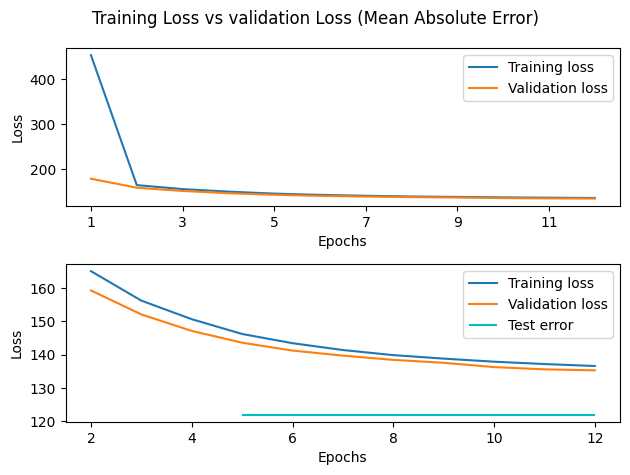 Training Loss vs validation Loss (Mean Absolute Error)
400
300
200
Loss
Training loss
Validation loss
1 3 5 7 9 11
Epochs
160
150
140
130
120
Loss
Training loss
Validation loss
Test error
2 4 6 8 10 12
Epochs